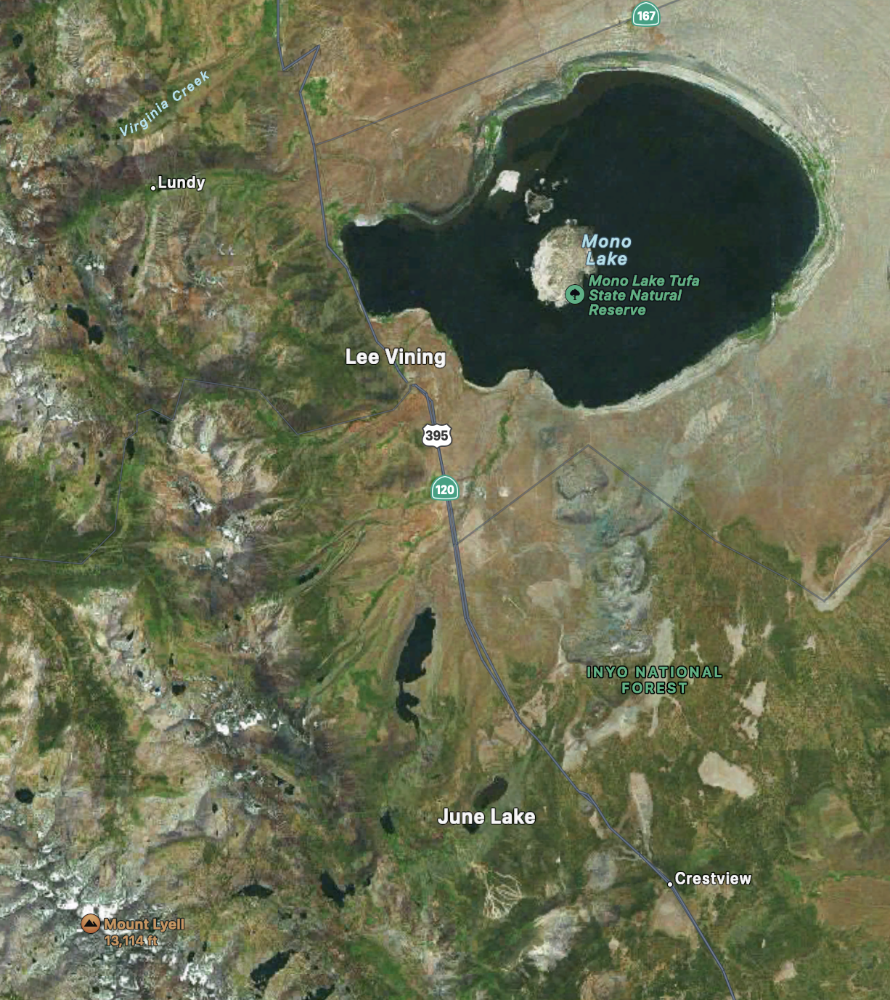 167
Virginia Creek
Lundy
Mono
Lake
Mono Lake Tufa
State Natural
Reserve
Lee Vining
395
120
INYO NATIONAL
FOREST
June Lake
Crestview
Mount Lyell
13,114 ft